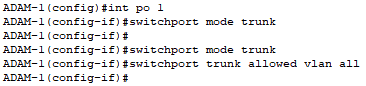 ADAM-1(config)#int po 1
ADAM-1(config-if)#switchport mode trunk
ADAM-1(config-if)#
ADAM-1(config-if)#switchport mode trunk
ADAM-1(config-if)#switchport trunk allowed vlan all
ADAM-1(config-if)#